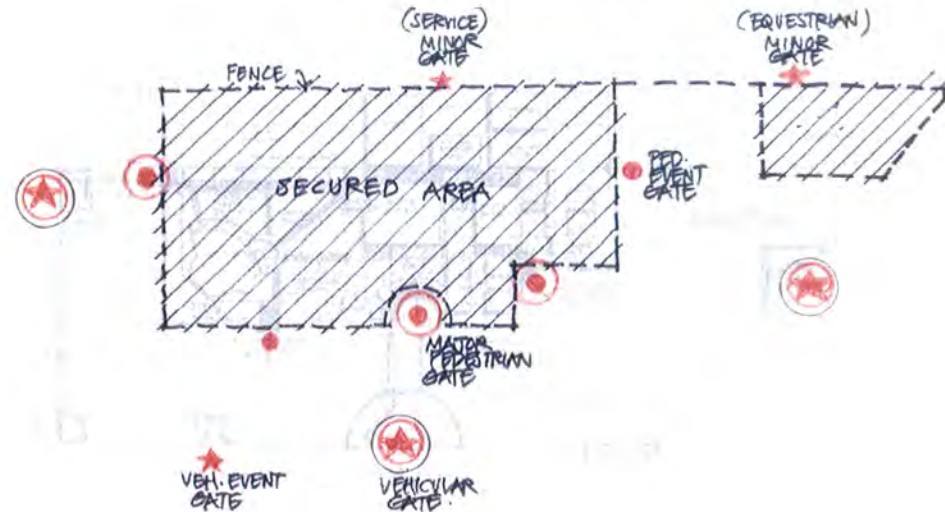 (SERVICE)
MINOR
GATE
(EQUESTRIAN)
MINOR
GATE
FENCE
SECURED AREA
PED.
EVENT
GATE
MAJOR
PEDESTRIAN
GATE
VEH. EVENT
GATE
VEHICULAR
GATE.